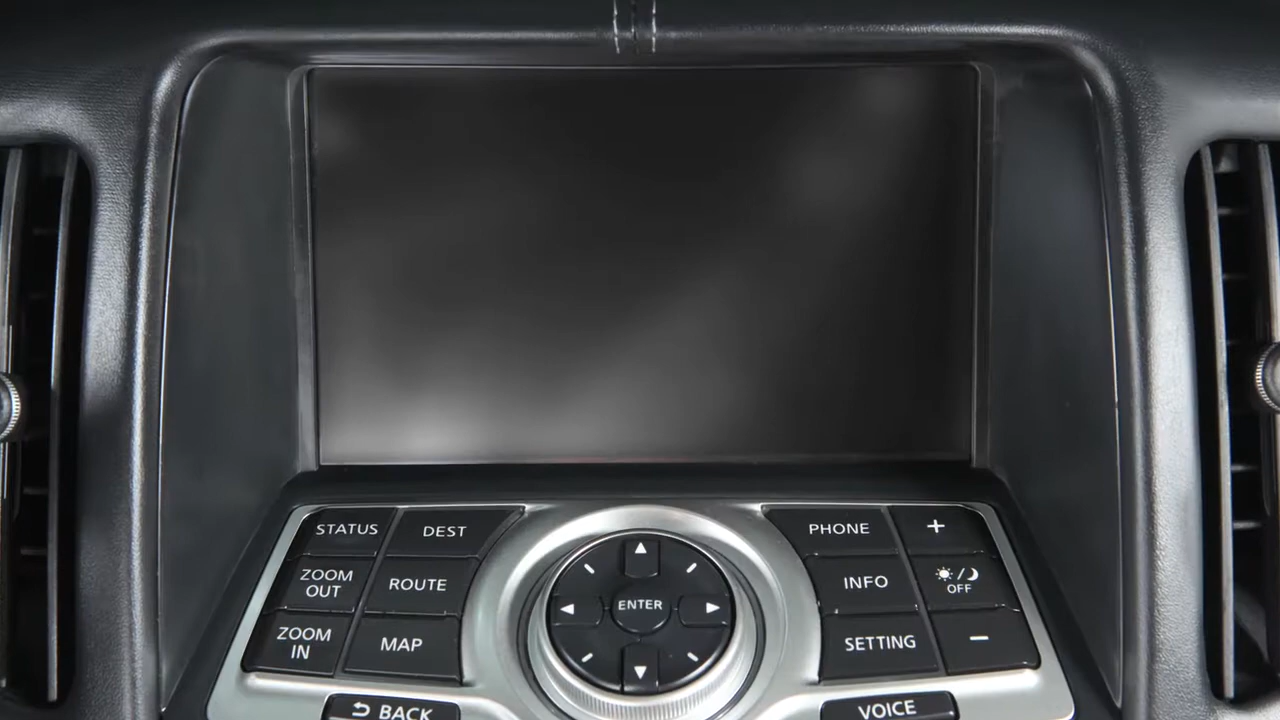 STATUS
DEST
PHONE
+
ZOOM
OUT
ROUTE
INFO
OFF
ENTER
ZOOM
IN
MAP
SETTING
−
BACK
VOICE